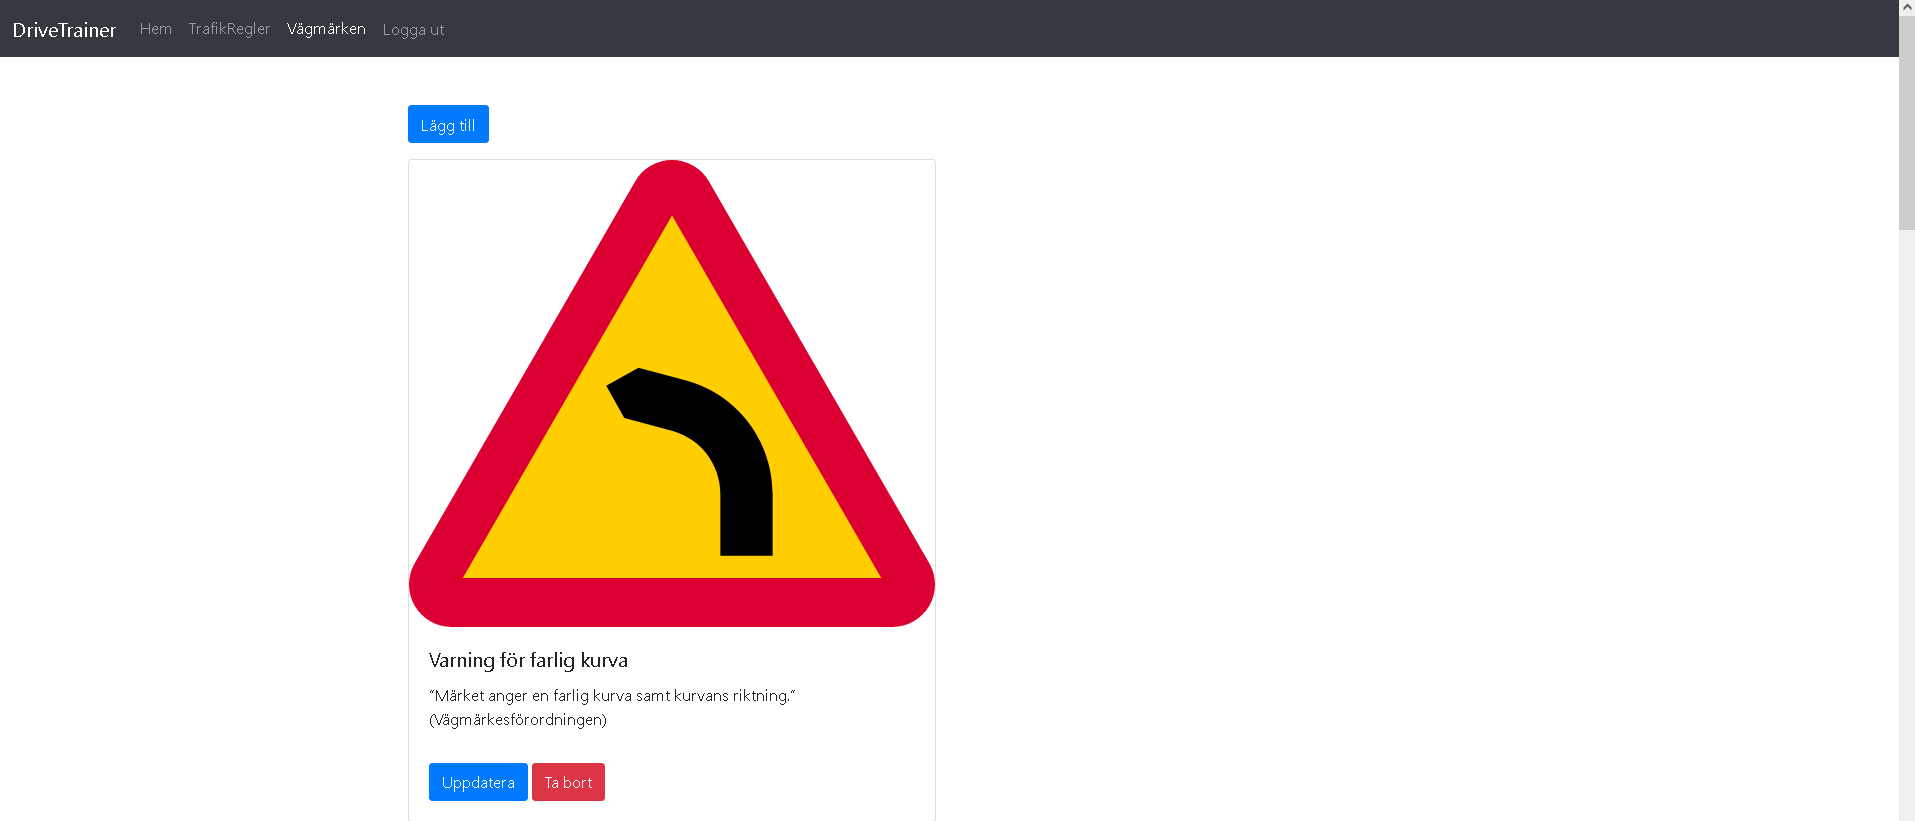 DriveTrainer Hem TrafikRegler Vägmärken Logga ut
Lägg till
Varning för farlig kurva
“Märket anger en farlig kurva samt kurvans riktning.“
(Vägmärkesförordningen)
Uppdatera Ta bort